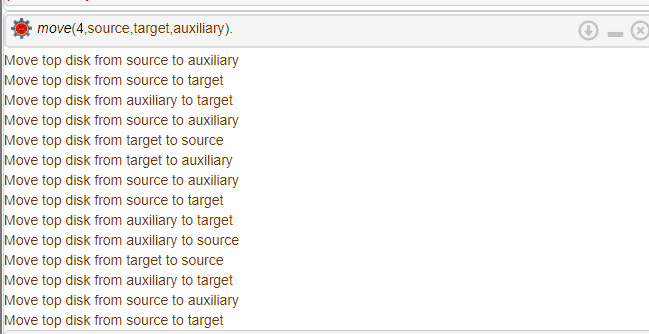 move(4,source,target,auxiliary).
Move top disk from source to auxiliary
Move top disk from source to target
Move top disk from auxiliary to target
Move top disk from source to auxiliary
Move top disk from target to source
Move top disk from target to auxiliary
Move top disk from source to auxiliary
Move top disk from source to target
Move top disk from auxiliary to target
Move top disk from auxiliary to source
Move top disk from target to source
Move top disk from auxiliary to target
Move top disk from source to auxiliary
Move top disk from source to target